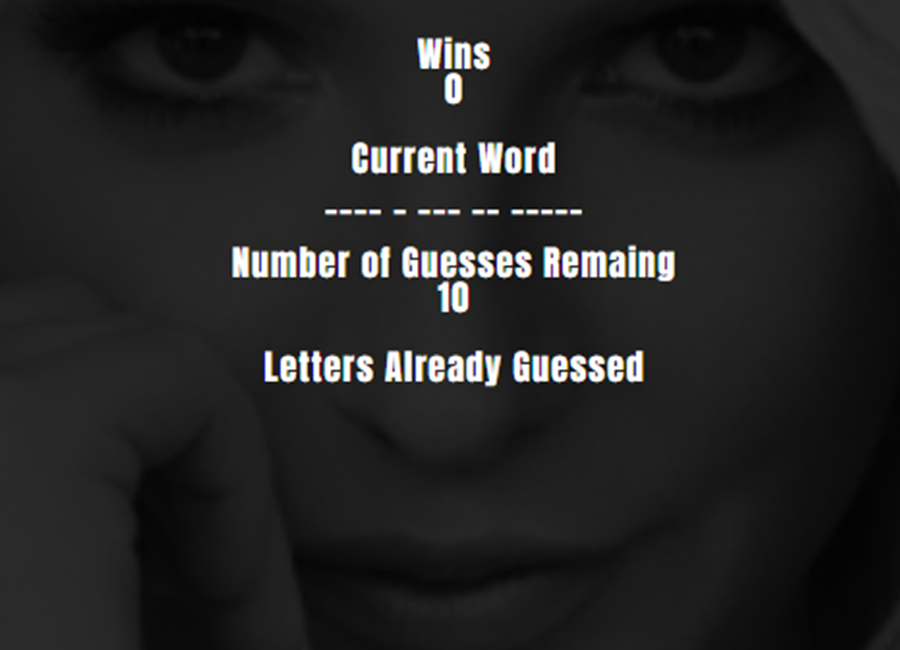 Wins
0
Current Word
---- - --- -- -----
Number of Guesses Remaing
10
Letters Already Guessed